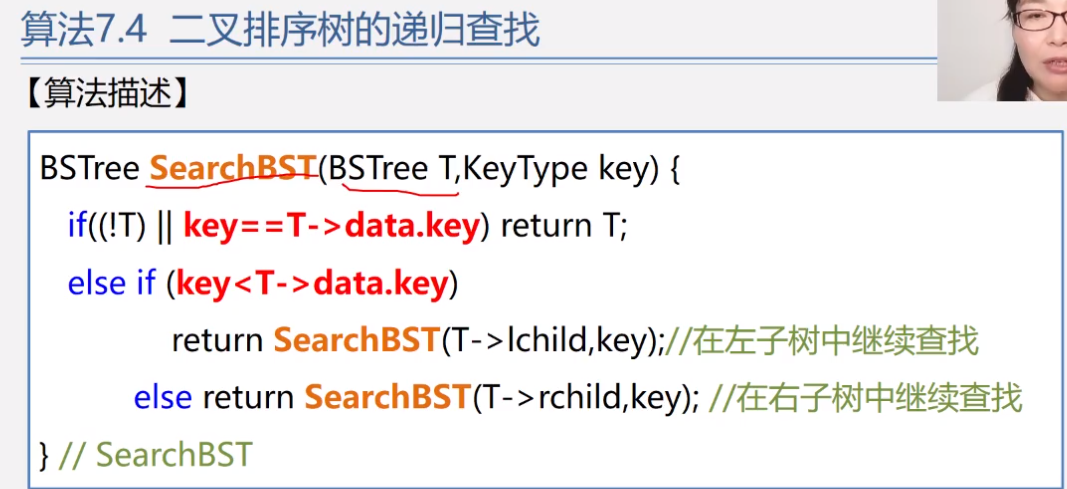 算法7.4 二叉排序树的递归查找
【算法描述】
BSTree SearchBST(BSTree T,KeyType key) {
if((!T) || key==T->data.key) return T;
else if (key<T->data.key)
return SearchBST(T->lchild,key);//在左子树中继续查找
else return SearchBST(T->rchild,key); //在右子树中继续查找
} // SearchBST